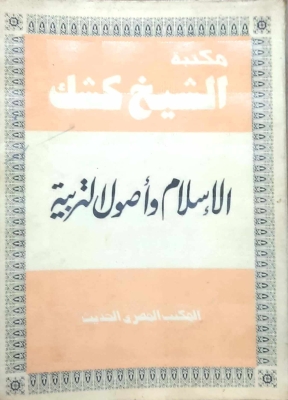 مكتبة
الشيخ كشك
الإسلام وأصول التربية
المكتب المصري الحديث